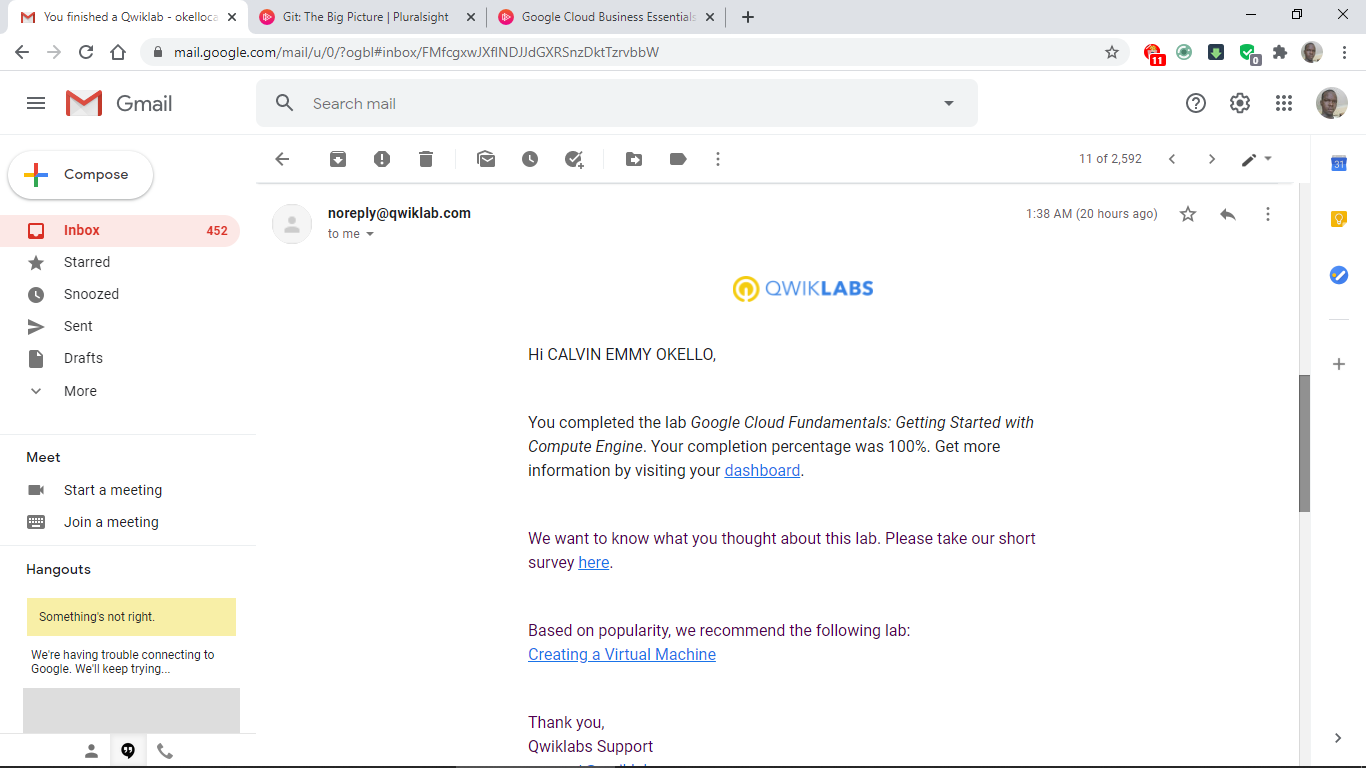 You finished a Qwiklab - okelloca
Git: The Big Picture | Pluralsight
Google Cloud Business Essentials
mail.google.com/mail/u/0/?ogbl#inbox/FMfcgxwJXflNDJJdGXRSnzDktTzrvbbW
11
0
Gmail
Search mail
Compose
11 of 2,592
31
Inbox 452
Starred
Snoozed
Sent
Drafts
More
Meet
Start a meeting
Join a meeting
Hangouts
Something's not right.
We're having trouble connecting to
Google. We'll keep trying...
noreply@qwiklab.com
1:38 AM (20 hours ago)
to me
QWIKLABS
Hi CALVIN EMMY OKELLO,
You completed the lab Google Cloud Fundamentals: Getting Started with
Compute Engine. Your completion percentage was 100%. Get more
information by visiting your dashboard.
We want to know what you thought about this lab. Please take our short
survey here.
Based on popularity, we recommend the following lab:
Creating a Virtual Machine
Thank you,
Qwiklabs Support